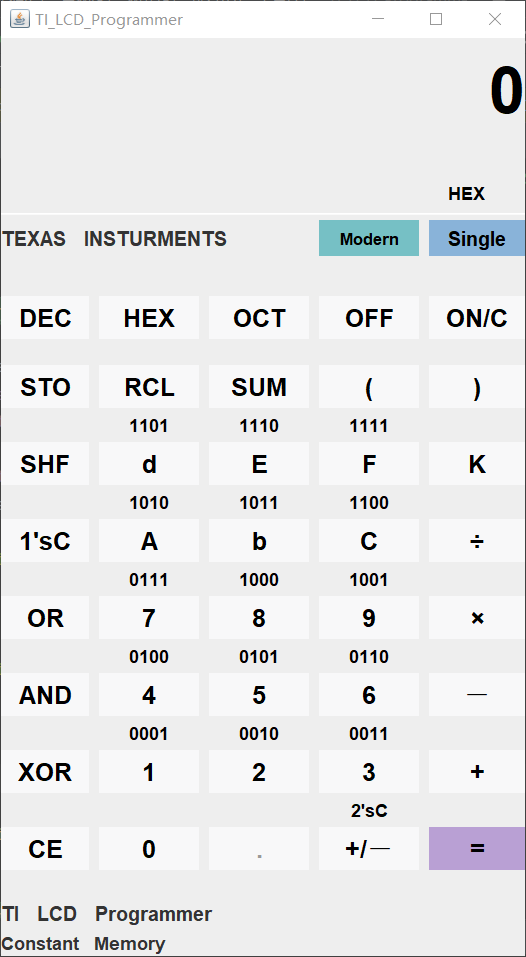 TI_LCD_Programmer
0
HEX
TEXAS INSTURMENTS Modern Single
DEC HEX OCT OFF ON/C
STO RCL SUM ( )
1101 1110 1111
SHF d E F K
1010 1011 1100
1'sC A b C ÷
0111 1000 1001
OR 7 8 9 ×
0100 0101 0110
AND 4 5 6 —
0001 0010 0011
XOR 1 2 3 +
2'sC
CE 0 . +/— =
TI LCD Programmer
Constant Memory